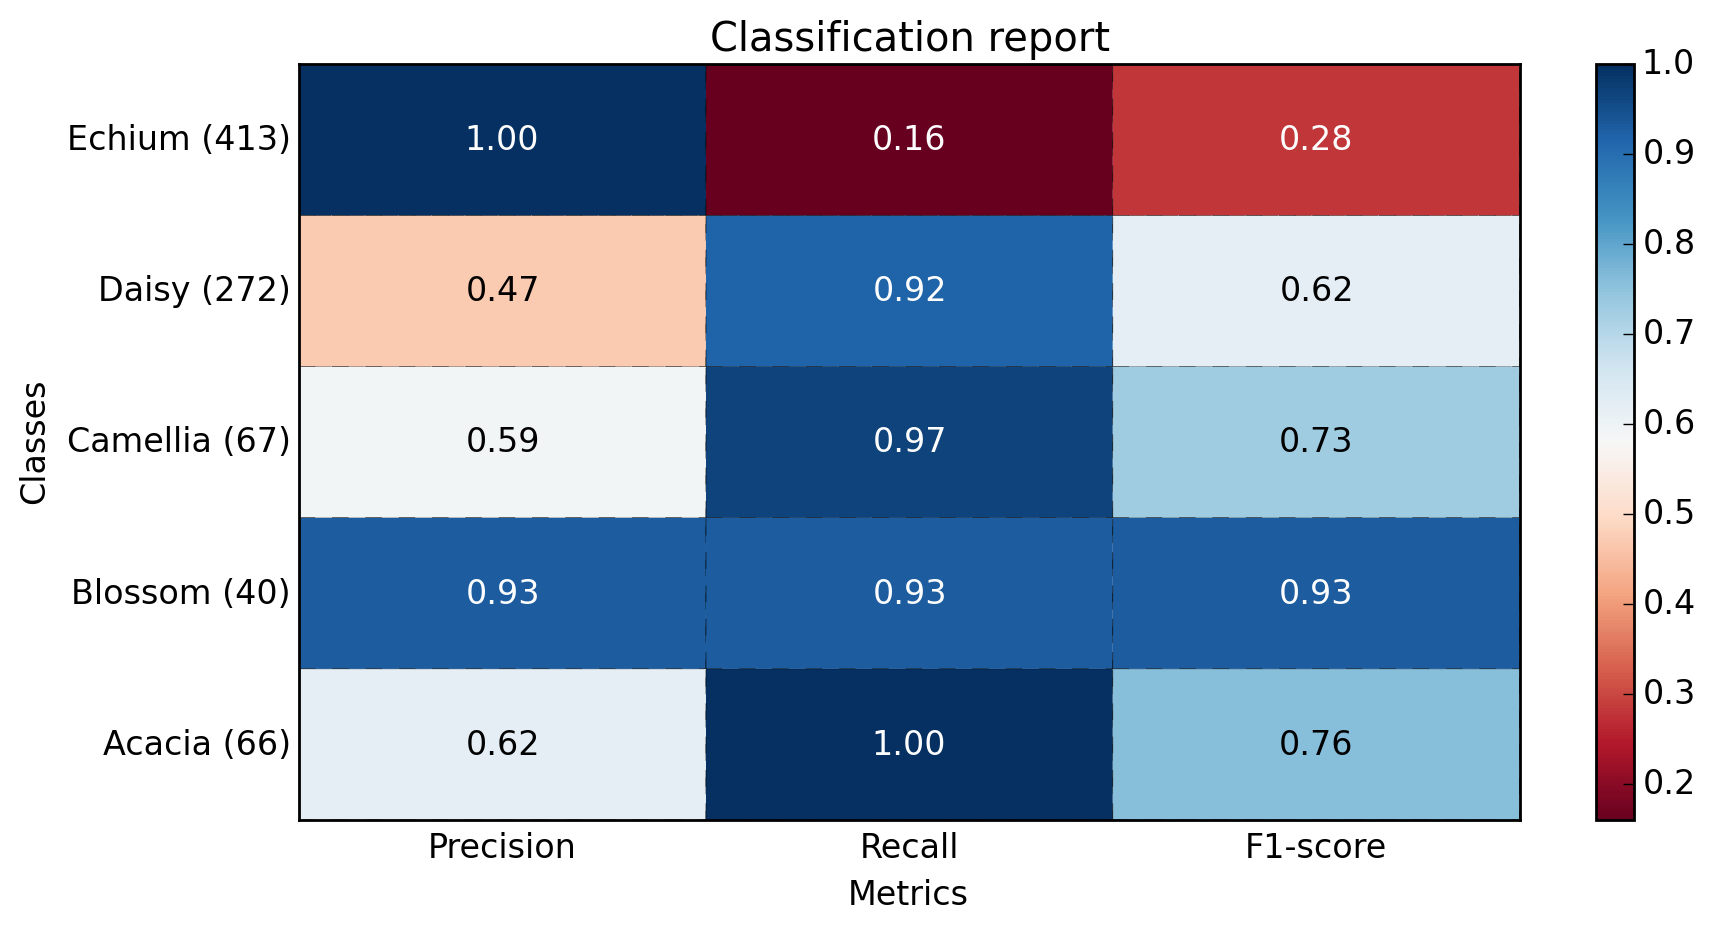 Classification report
Echium (413) 1.00 0.16 0.28
Daisy (272) 0.47 0.92 0.62
Camellia (67) 0.59 0.97 0.73
Blossom (40) 0.93 0.93 0.93
Acacia (66) 0.62 1.00 0.76
Precision Recall F1-score
Metrics
Classes
1.0
0.9
0.8
0.7
0.6
0.5
0.4
0.3
0.2